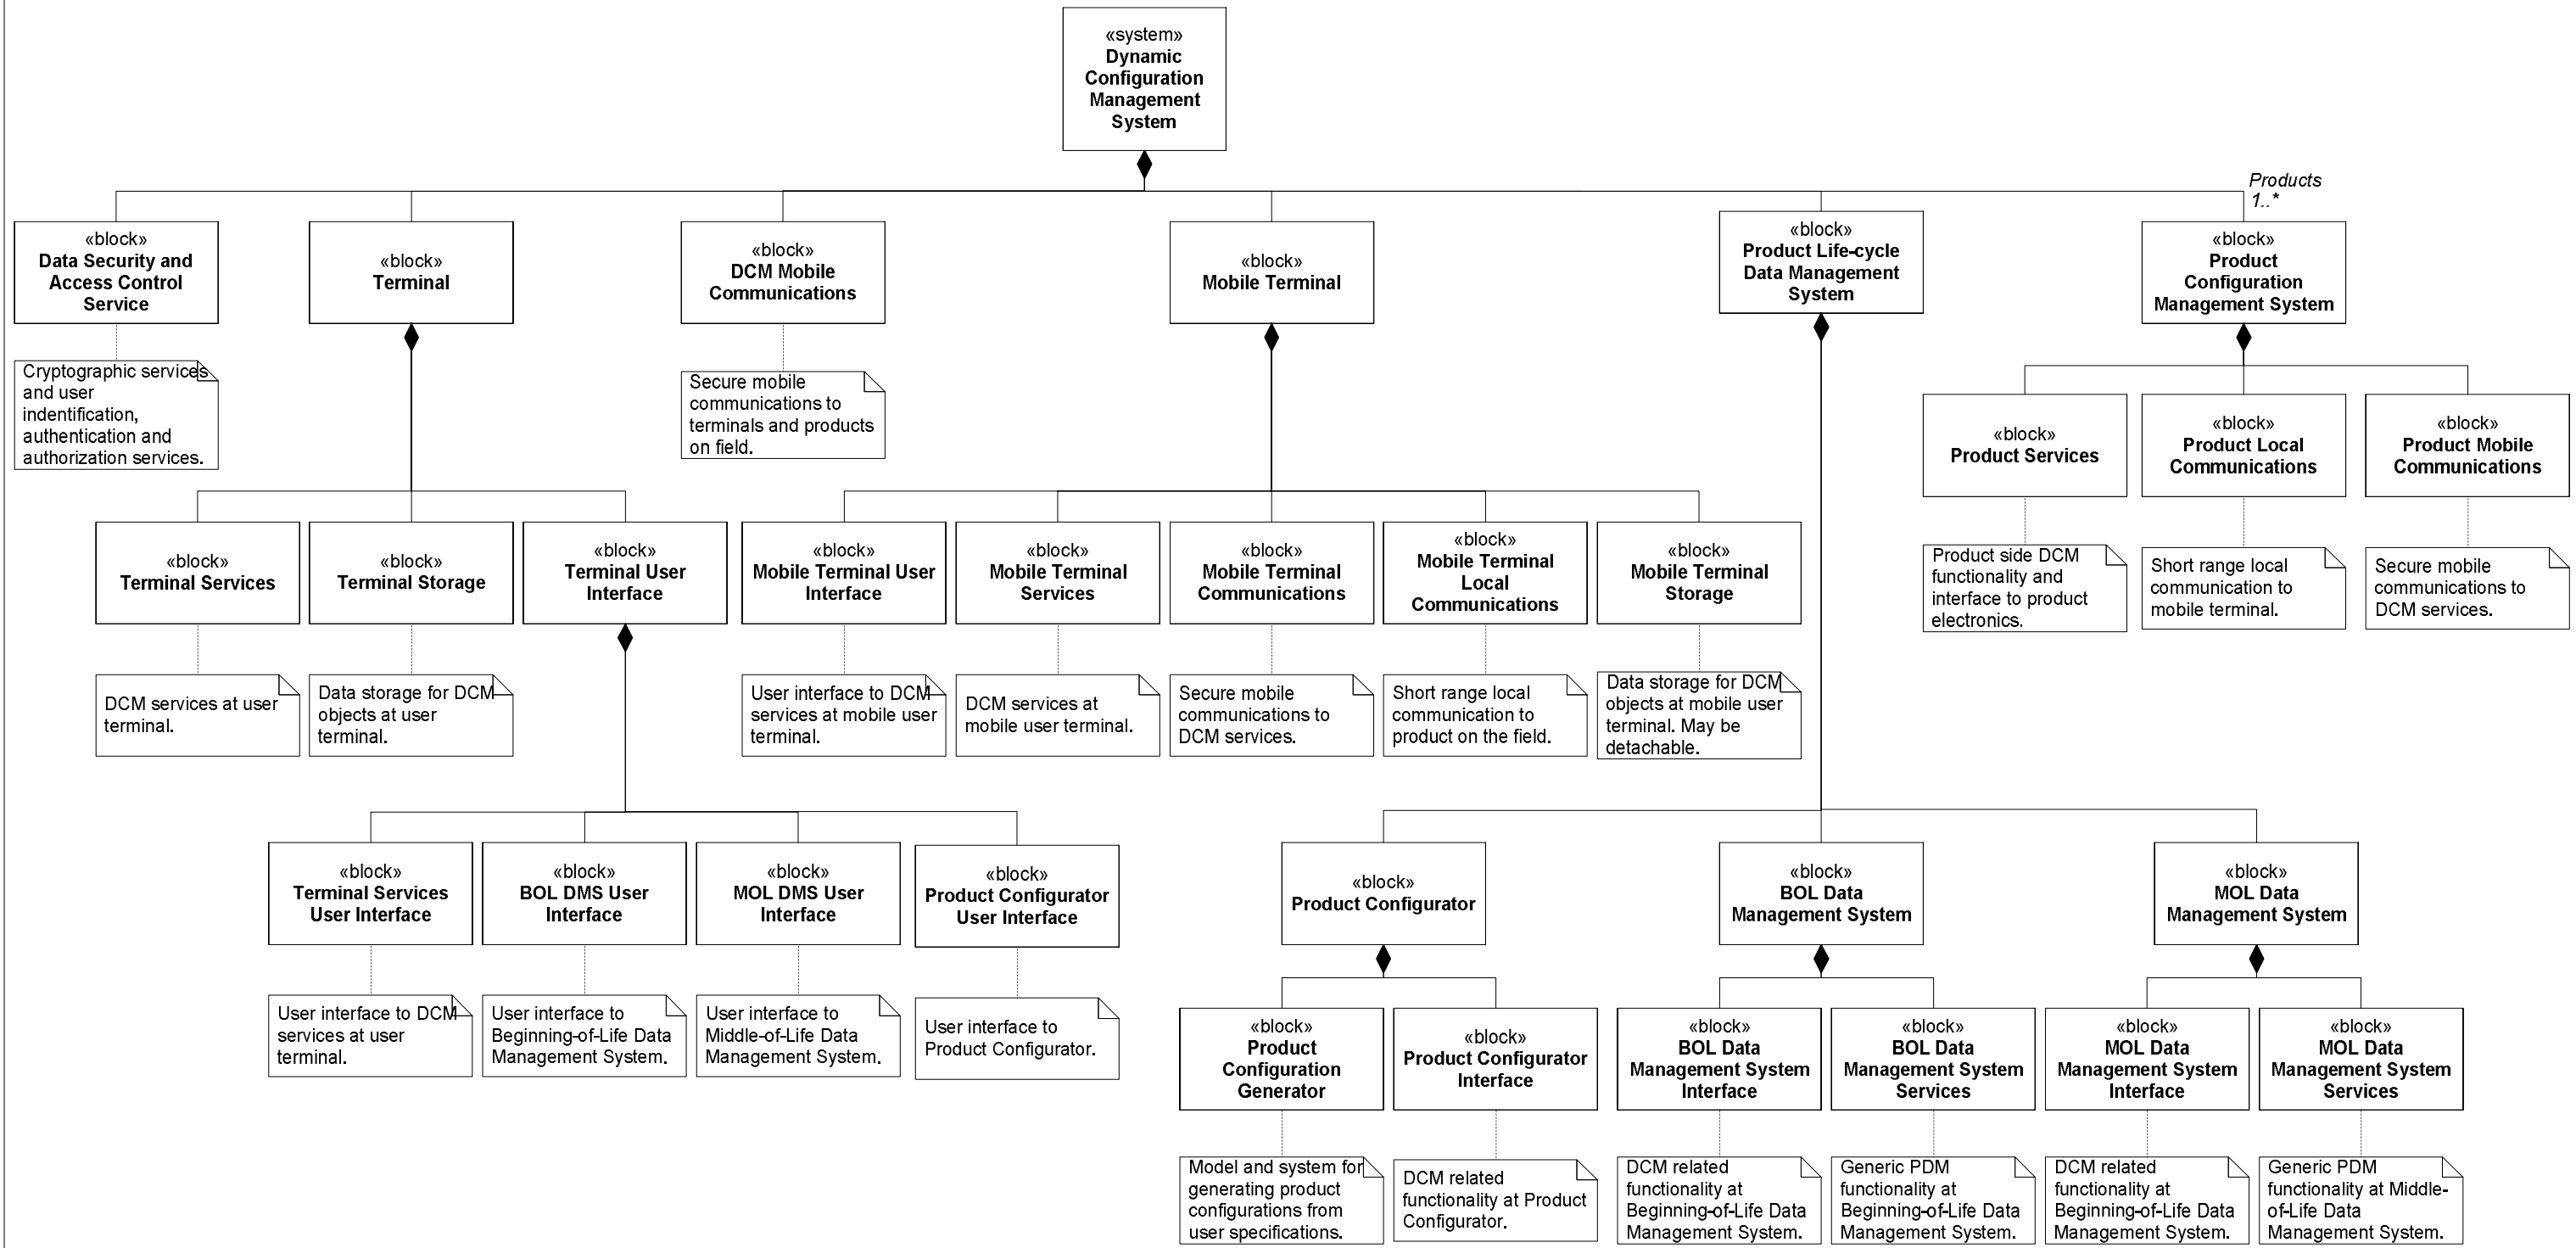 «system»
Dynamic
Configuration
Management
System
Products
1..*
«block»
Data Security and
Access Control
Service
«block»
Terminal
«block»
DCM Mobile
Communications
«block»
Mobile Terminal
«block»
Product Life-cycle
Data Management
System
«block»
Product
Configuration
Management System
Cryptographic services
and user
indentification,
authentication and
authorization services.
Secure mobile
communications to
terminals and products
on field.
«block»
Product Services
«block»
Product Local
Communications
«block»
Product Mobile
Communications
Product side DCM
functionality and
interface to product
electronics.
Short range local
communication to
mobile terminal.
Secure mobile
communications to
DCM services.
«block»
Terminal Services
«block»
Terminal Storage
«block»
Terminal User
Interface
«block»
Mobile Terminal User
Interface
«block»
Mobile Terminal
Services
«block»
Mobile Terminal
Communications
«block»
Mobile Terminal
Local
Communications
«block»
Mobile Terminal
Storage
DCM services at user
terminal.
Data storage for DCM
objects at user
terminal.
User interface to DCM
services at mobile user
terminal.
DCM services at
mobile user terminal.
Secure mobile
communications to
DCM services.
Short range local
communication to
product on the field.
Data storage for DCM
objects at mobile user
terminal. May be
detachable.
«block»
Terminal Services
User Interface
«block»
BOL DMS User
Interface
«block»
MOL DMS User
Interface
«block»
Product Configurator
User Interface
«block»
Product Configurator
«block»
BOL Data
Management System
«block»
MOL Data
Management System
User interface to DCM
services at user
terminal.
User interface to
Beginning-of-Life Data
Management System.
User interface to
Middle-of-Life Data
Management System.
User interface to
Product Configurator.
«block»
Product
Configuration
Generator
«block»
Product Configurator
Interface
«block»
BOL Data
Management System
Interface
«block»
BOL Data
Management System
Services
«block»
MOL Data
Management System
Interface
«block»
MOL Data
Management System
Services
Model and system for
generating product
configurations from
user specifications.
DCM related
functionality at Product
Configurator.
DCM related
functionality at
Beginning-of-Life Data
Management System.
Generic PDM
functionality at
Beginning-of-Life Data
Management System.
DCM related
functionality at
Beginning-of-Life Data
Management System.
Generic PDM
functionality at Middle-
of-Life Data
Management System.